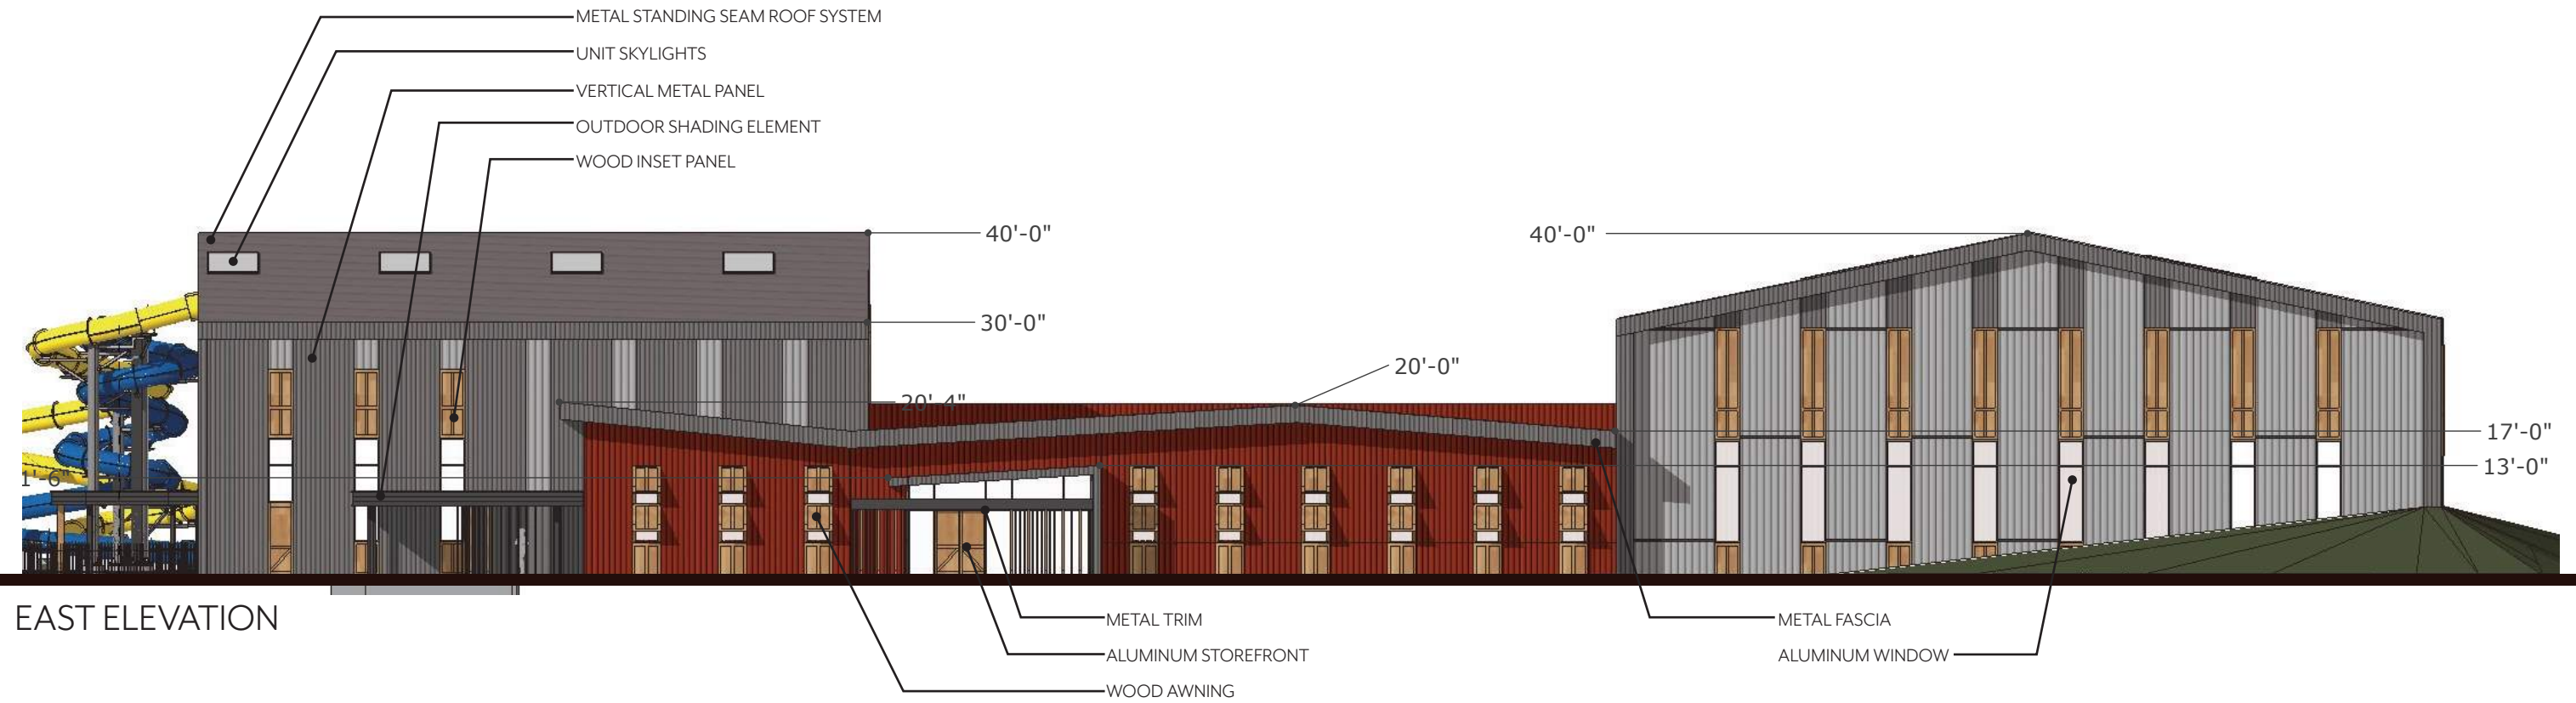 METAL STANDING SEAM ROOF SYSTEM
UNIT SKYLIGHTS
VERTICAL METAL PANEL
OUTDOOR SHADING ELEMENT
WOOD INSET PANEL
40'-0"
40'-0"
30'-0"
20'-0"
20'-4"
17'-0"
13'-0"
EAST ELEVATION
METAL TRIM
METAL FASCIA
ALUMINUM STOREFRONT
ALUMINUM WINDOW
WOOD AWNING